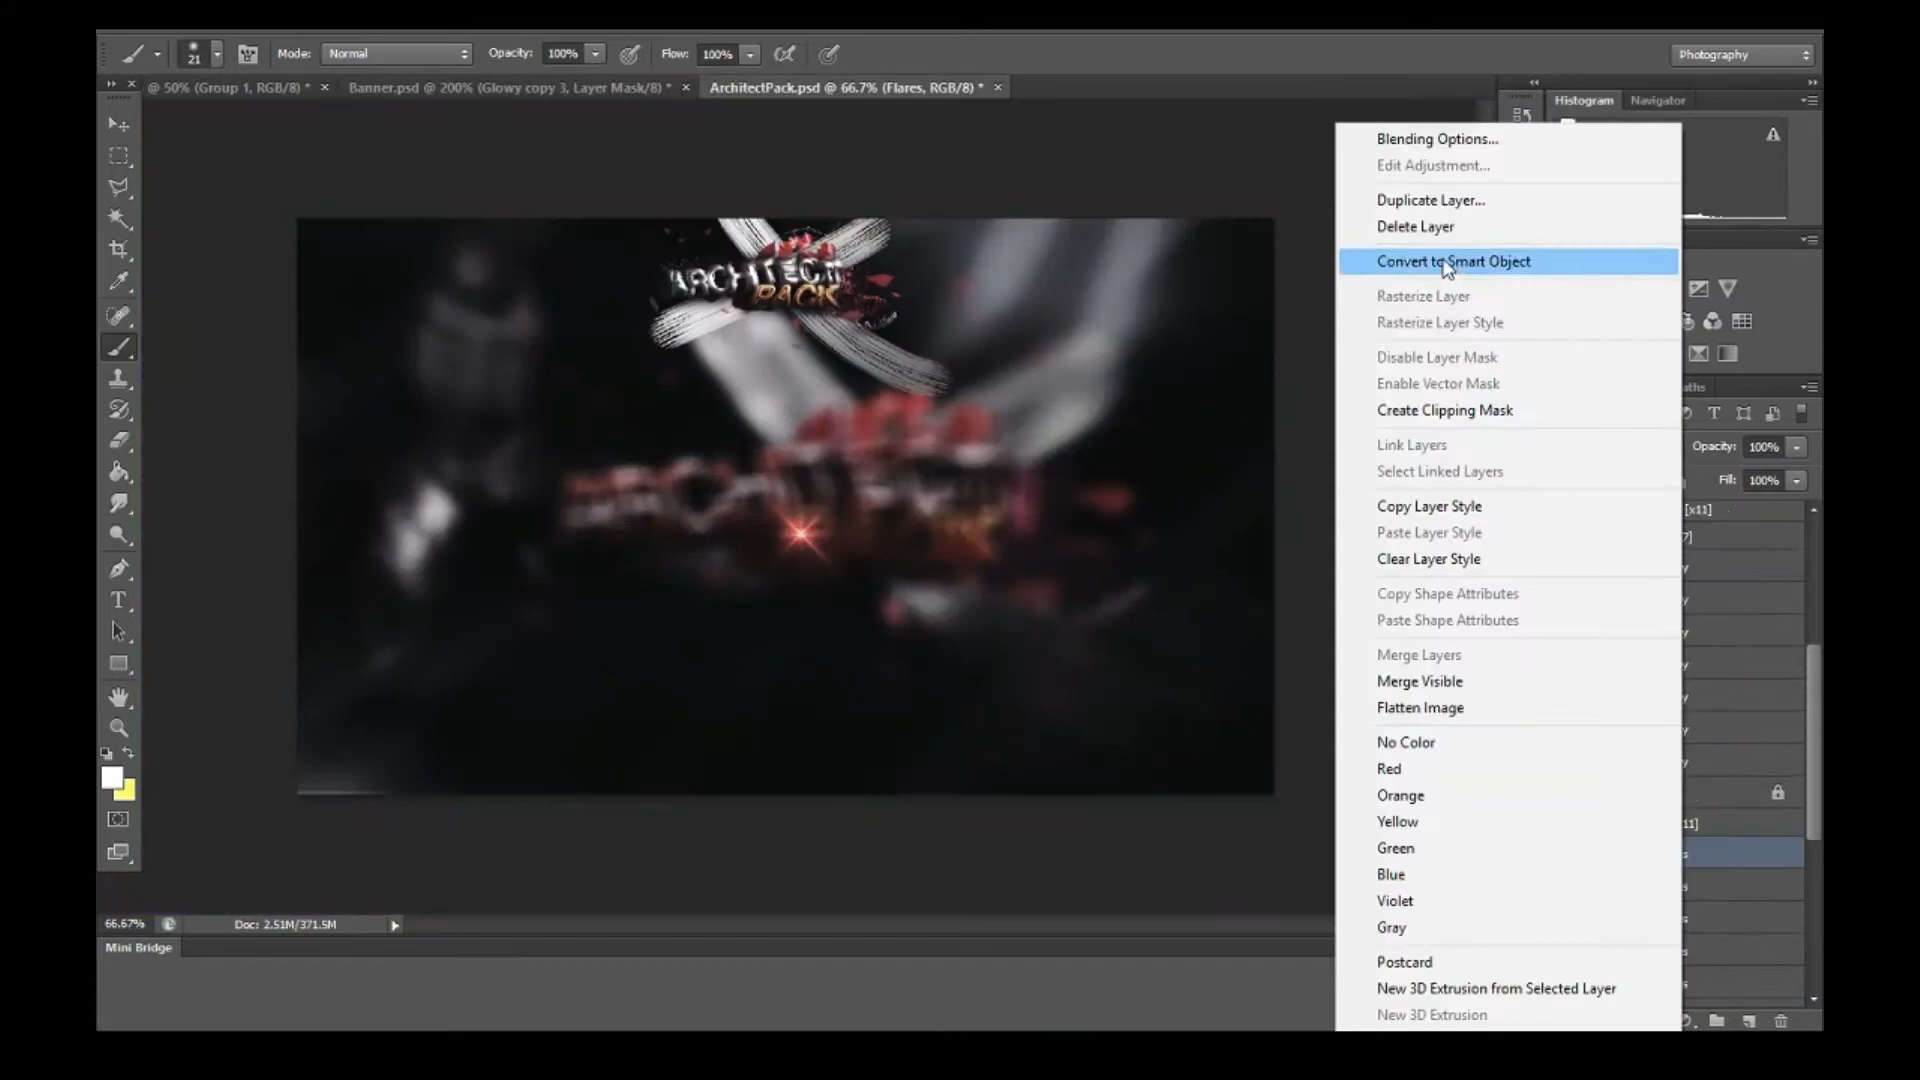 21 Mode: Normal Opacity: 100% Flow: 100% Photography
@ 50% (Group 1, RGB/8) * Banner.psd @ 200% (Glowy copy 3, Layer Mask/8) * ArchitectPack.psd @ 66.7% (Flares, RGB/8) *
Histogram Navigator
ARCHITECT
PACK
Blending Options...
Edit Adjustment...
Duplicate Layer...
Delete Layer
Convert to Smart Object
Rasterize Layer
Rasterize Layer Style
Disable Layer Mask
Enable Vector Mask
Create Clipping Mask
Link Layers
Select Linked Layers
Copy Layer Style
Paste Layer Style
Clear Layer Style
Copy Shape Attributes
Paste Shape Attributes
Merge Layers
Merge Visible
Flatten Image
No Color
Red
Orange
Yellow
Green
Blue
Violet
Gray
Postcard
New 3D Extrusion from Selected Layer
New 3D Extrusion
aths
Opacity: 100%
Fill: 100%
[x11]
7]
y
y
y
y
y
y
y
11]
s
s
s
s
s
66.67% Doc: 2.51M/371.5M
Mini Bridge